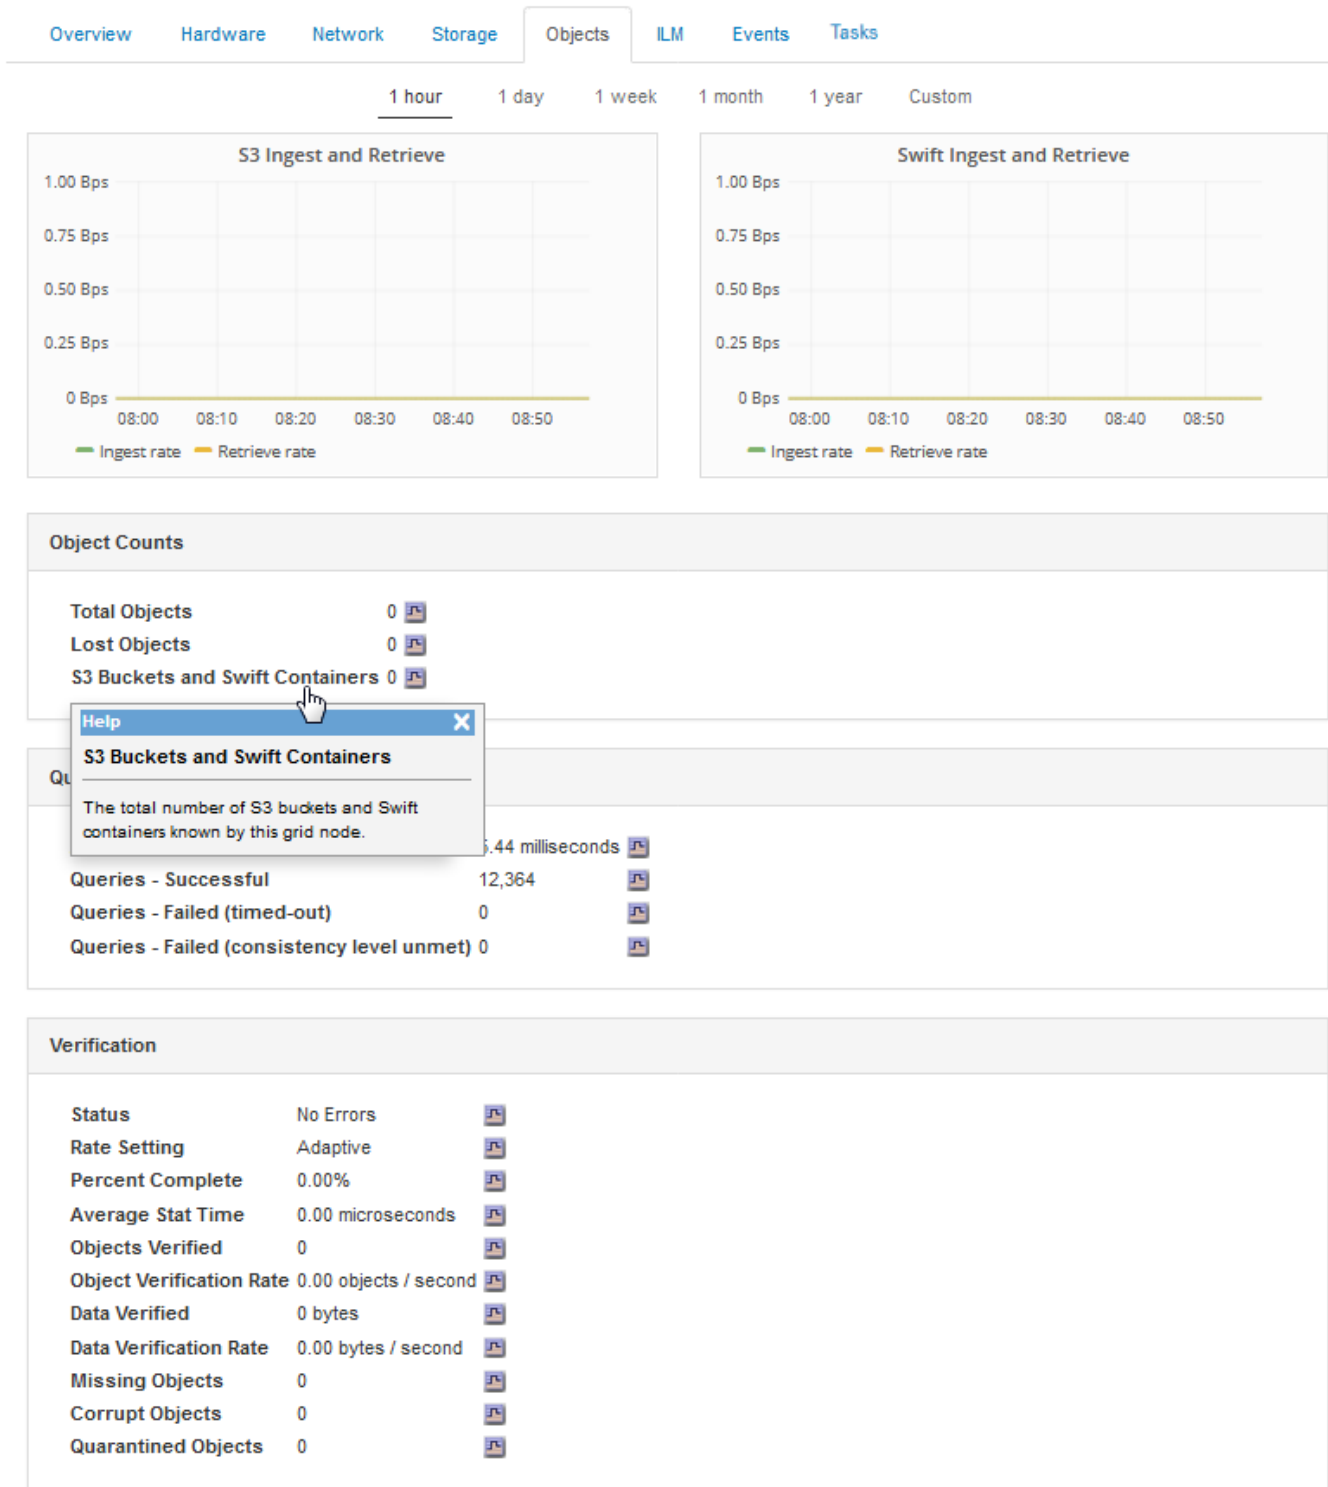 Overview Hardware Network Storage Objects ILM Events Tasks
1 hour 1 day 1 week 1 month 1 year Custom
S3 Ingest and Retrieve
1.00 Bps
0.75 Bps
0.50 Bps
0.25 Bps
0 Bps
08:00 08:10 08:20 08:30 08:40 08:50
Ingest rate Retrieve rate
Swift Ingest and Retrieve
1.00 Bps
0.75 Bps
0.50 Bps
0.25 Bps
0 Bps
08:00 08:10 08:20 08:30 08:40 08:50
Ingest rate Retrieve rate
Object Counts
Total Objects 0
Lost Objects 0
S3 Buckets and Swift Containers 0
Help
S3 Buckets and Swift Containers
The total number of S3 buckets and Swift
containers known by this grid node.
.44 milliseconds
Queries - Successful 12,364
Queries - Failed (timed-out) 0
Queries - Failed (consistency level unmet) 0
Verification
Status No Errors
Rate Setting Adaptive
Percent Complete 0.00%
Average Stat Time 0.00 microseconds
Objects Verified 0
Object Verification Rate 0.00 objects / second
Data Verified 0 bytes
Data Verification Rate 0.00 bytes / second
Missing Objects 0
Corrupt Objects 0
Quarantined Objects 0